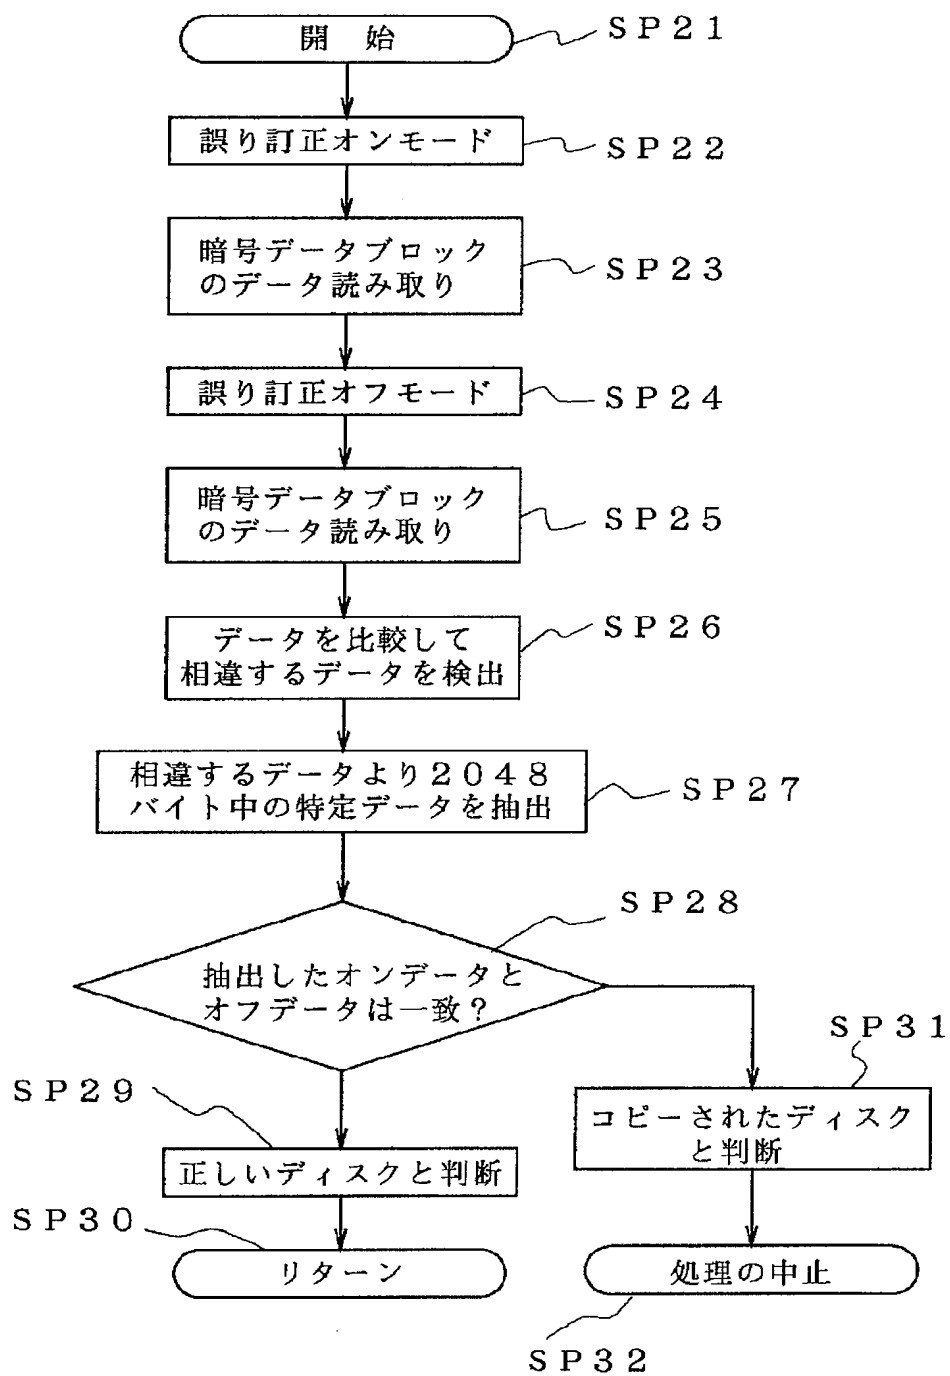 開　始
ＳＰ２１
誤り訂正オンモード
ＳＰ２２
暗号データブロック
のデータ読み取り
ＳＰ２３
誤り訂正オフモード
ＳＰ２４
暗号データブロック
のデータ読み取り
ＳＰ２５
データを比較して
相違するデータを検出
ＳＰ２６
相違するデータより２０４８
バイト中の特定データを抽出
ＳＰ２７
抽出したオンデータと
オフデータは一致？
ＳＰ２８
ＳＰ２９
正しいディスクと判断
ＳＰ３０
リターン
ＳＰ３１
コピーされたディスク
と判断
処理の中止
ＳＰ３２